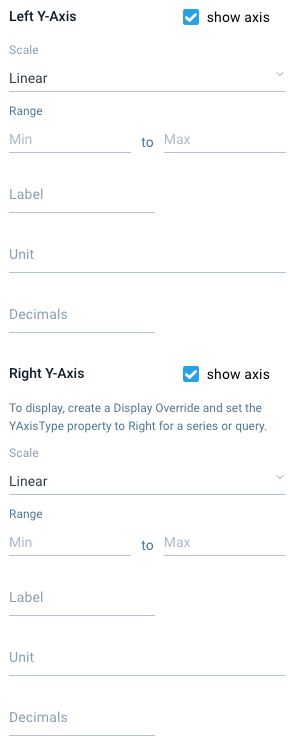 Left Y-Axis show axis
Scale
Linear
Range
Min to Max
Label
Unit
Decimals
Right Y-Axis show axis
To display, create a Display Override and set the
YAxisType property to Right for a series or query.
Scale
Linear
Range
Min to Max
Label
Unit
Decimals